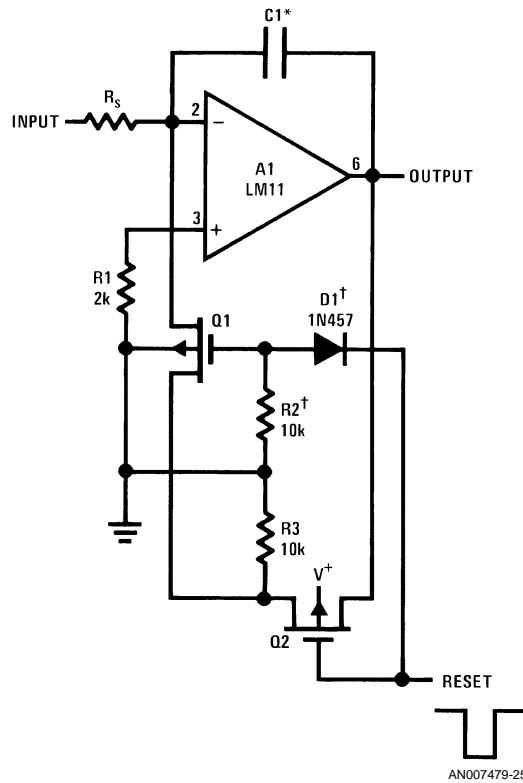 C1*
Rs
INPUT
2
−
A1
LM11
6
OUTPUT
3
+
R1
2k
Q1
D1†
1N457
R2†
10k
R3
10k
V+
Q2
RESET
AN007479-25